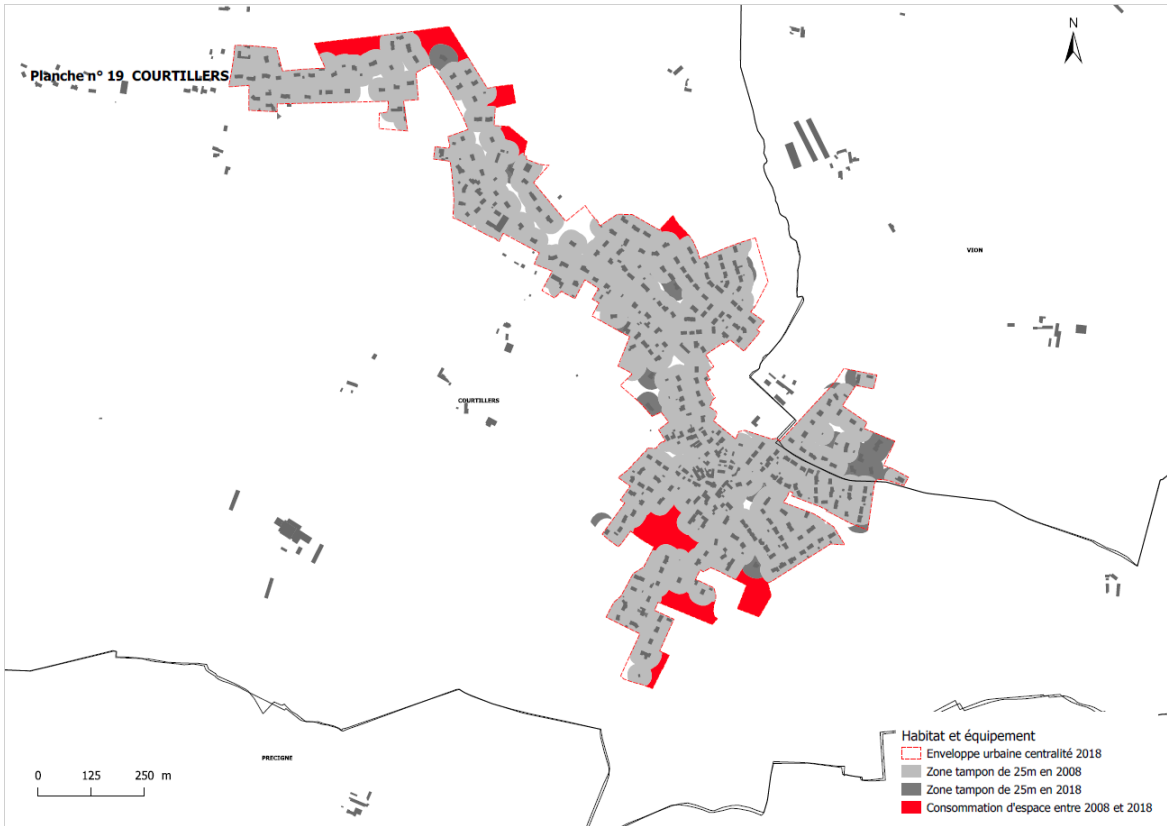 N
Planche n° 19 COURTILLERS
VION
COURTILLERS
PRECIGNE
0 125 250 m
Habitat et équipement
Enveloppe urbaine centralité 2018
Zone tampon de 25m en 2008
Zone tampon de 25m en 2018
Consommation d'espace entre 2008 et 2018